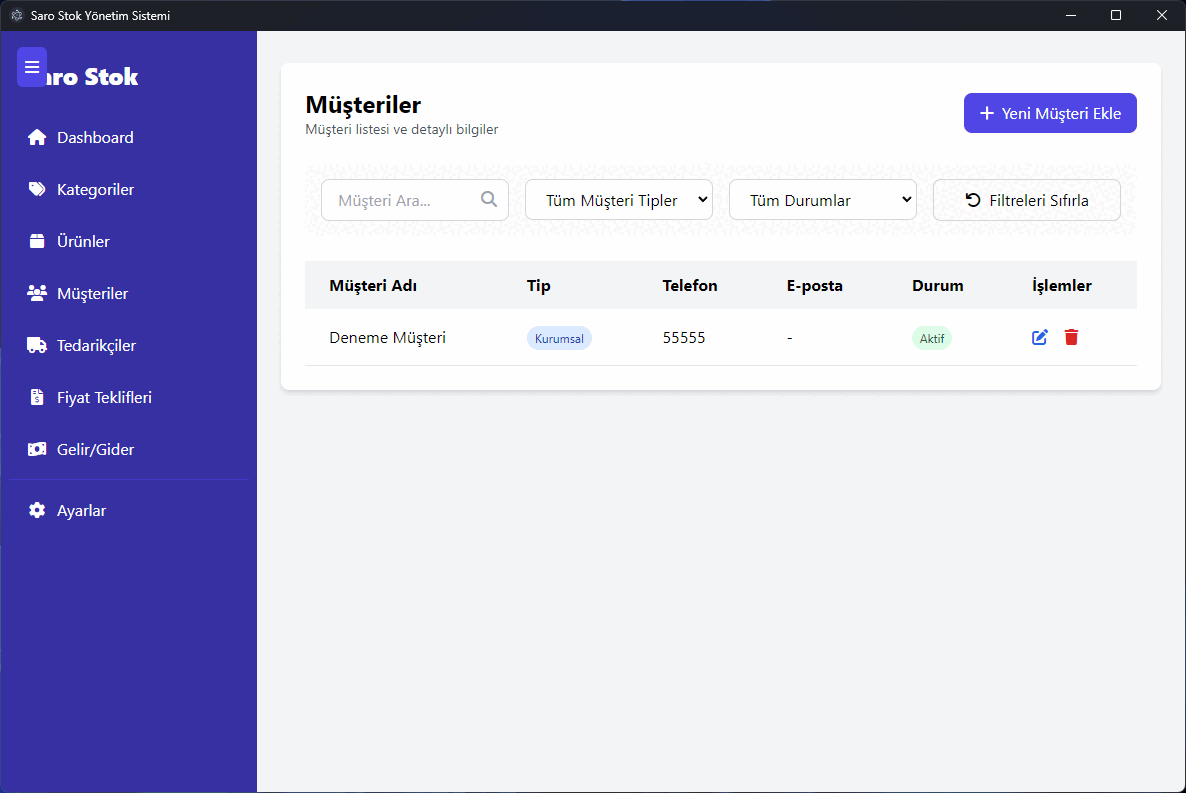 Saro Stok Yönetim Sistemi
aro Stok
Dashboard
Kategoriler
Ürünler
Müşteriler
Tedarikçiler
Fiyat Teklifleri
Gelir/Gider
Ayarlar
Müşteriler
Müşteri listesi ve detaylı bilgiler
+ Yeni Müşteri Ekle
Müşteri Ara...
Tüm Müşteri Tipler
Tüm Durumlar
Filtreleri Sıfırla
Müşteri Adı Tip Telefon E-posta Durum İşlemler
Deneme Müşteri Kurumsal 55555 - Aktif